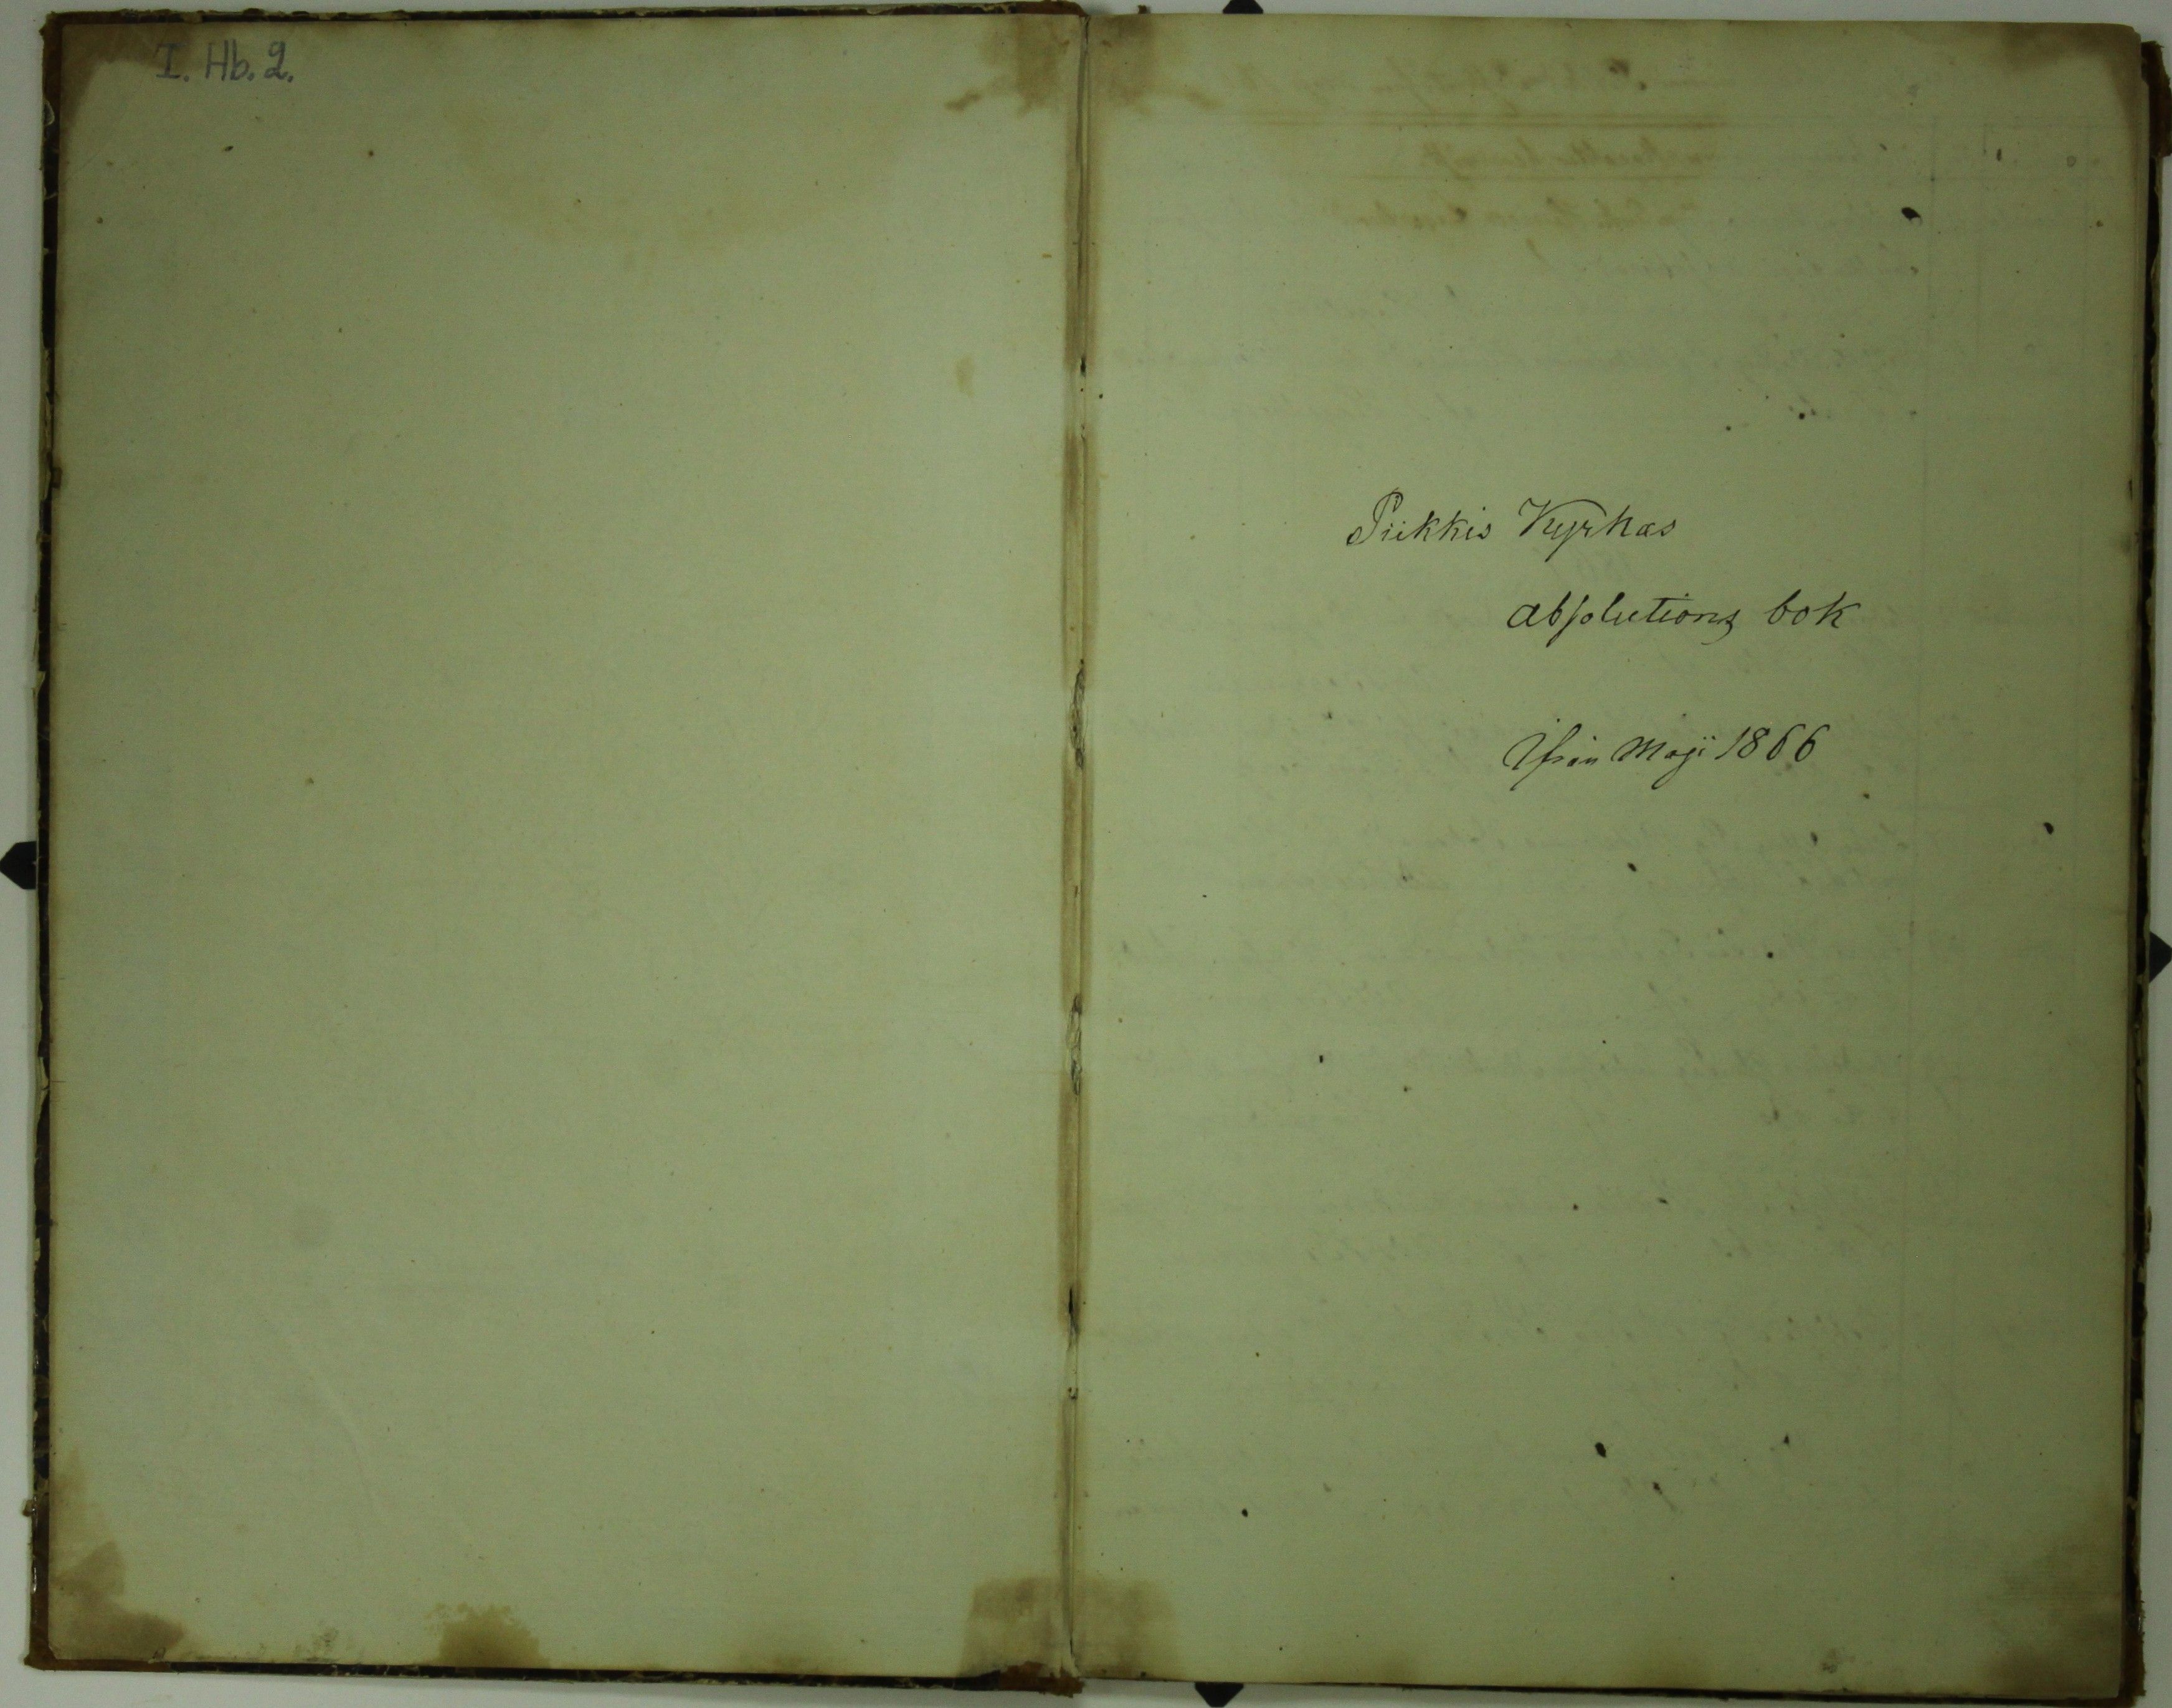 I. Hb. 2.
Piikkis Kyrkas
absolutions bok
ifrån Maji 1866